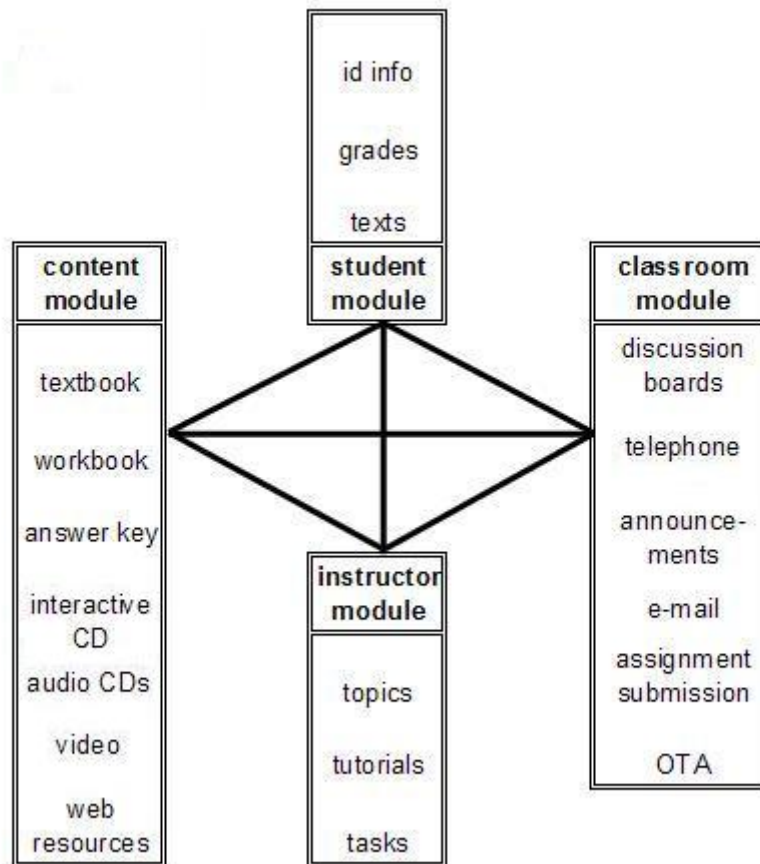 id info
grades
texts
student
module
content
module
textbook
workbook
answer key
interactive
CD
audio CDs
video
web
resources
classroom
module
discussion
boards
telephone
announce-
ments
e-mail
assignment
submission
OTA
instructor
module
topics
tutorials
tasks